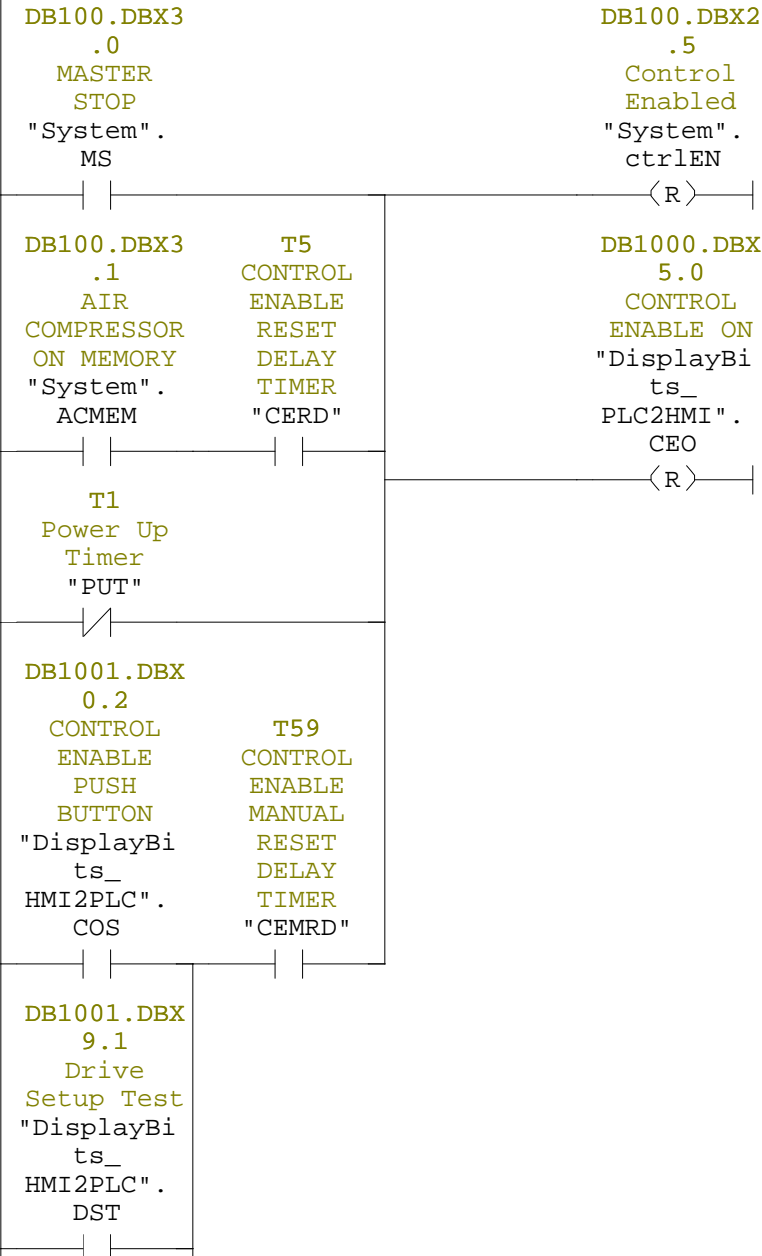 DB100.DBX3
.0
MASTER
STOP
"System".
MS
DB100.DBX2
.5
Control
Enabled
"System".
ctrlEN
R
DB100.DBX3
.1
AIR
COMPRESSOR
ON MEMORY
"System".
ACMEM
T5
CONTROL
ENABLE
RESET
DELAY
TIMER
"CERD"
DB1000.DBX
5.0
CONTROL
ENABLE ON
"DisplayBi
ts_
PLC2HMI".
CEO
R
T1
Power Up
Timer
"PUT"
DB1001.DBX
0.2
CONTROL
ENABLE
PUSH
BUTTON
"DisplayBi
ts_
HMI2PLC".
COS
T59
CONTROL
ENABLE
MANUAL
RESET
DELAY
TIMER
"CEMRD"
DB1001.DBX
9.1
Drive
Setup Test
"DisplayBi
ts_
HMI2PLC".
DST